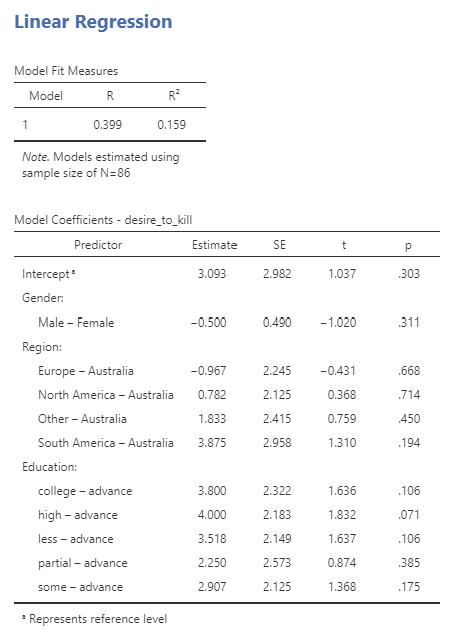 Linear Regression
Model Fit Measures
Model R R²
1 0.399 0.159
Note. Models estimated using
sample size of N=86
Model Coefficients - desire_to_kill
Predictor Estimate SE t p
Intercept ᵃ 3.093 2.982 1.037 .303
Gender:
Male – Female −0.500 0.490 −1.020 .311
Region:
Europe – Australia −0.967 2.245 −0.431 .668
North America – Australia 0.782 2.125 0.368 .714
Other – Australia 1.833 2.415 0.759 .450
South America – Australia 3.875 2.958 1.310 .194
Education:
college – advance 3.800 2.322 1.636 .106
high – advance 4.000 2.183 1.832 .071
less – advance 3.518 2.149 1.637 .106
partial – advance 2.250 2.573 0.874 .385
some – advance 2.907 2.125 1.368 .175
ᵃ Represents reference level